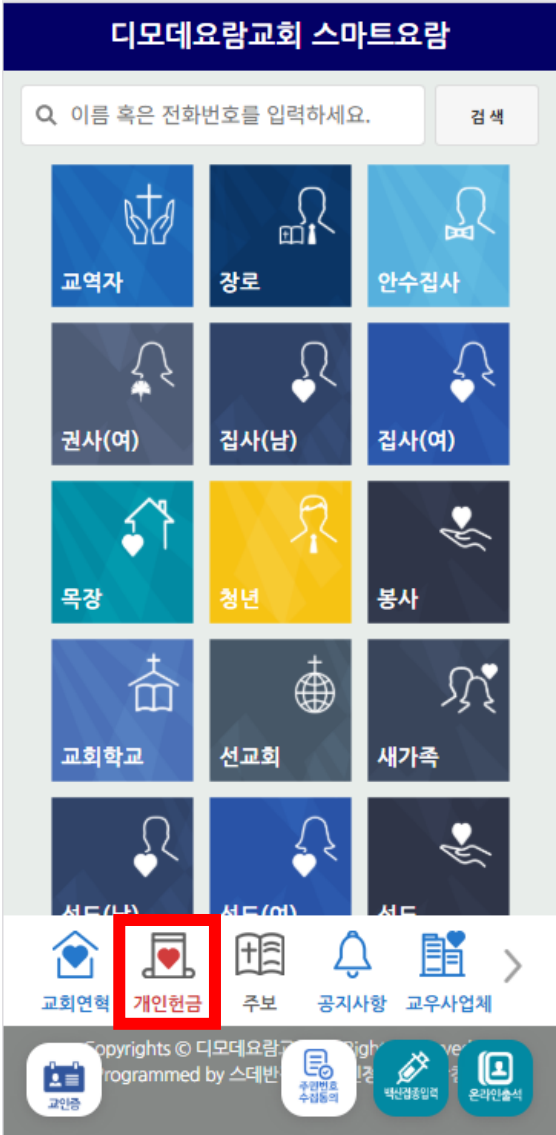 디모데요람교회 스마트요람
이름 혹은 전화번호를 입력하세요.
검색
교역자
장로
안수집사
권사(여)
집사(남)
집사(여)
목장
청년
봉사
교회학교
선교회
새가족
교회연혁
개인헌금
주보
공지사항
교우사업체
opyrights © 디모데요람
rogrammed by 스데반
교인증
주민번호
수집동의
백신접종입력
온라인출석